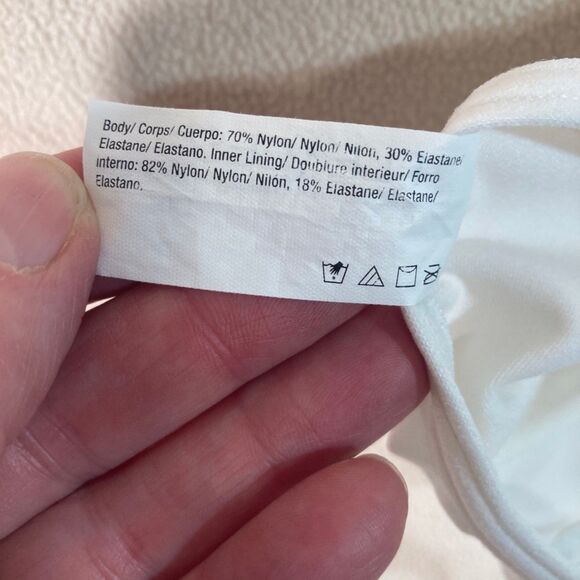 Body/ Corps/ Cuerpo: 70% Nylon/ Nylon/ Nilón, 30% Elastane/
Elastane/ Elastano. Inner Lining/ Doublure interieur/ Forro
interno: 82% Nylon/ Nylon/ Nilón, 18% Elastane/ Elastane/
Elastano.